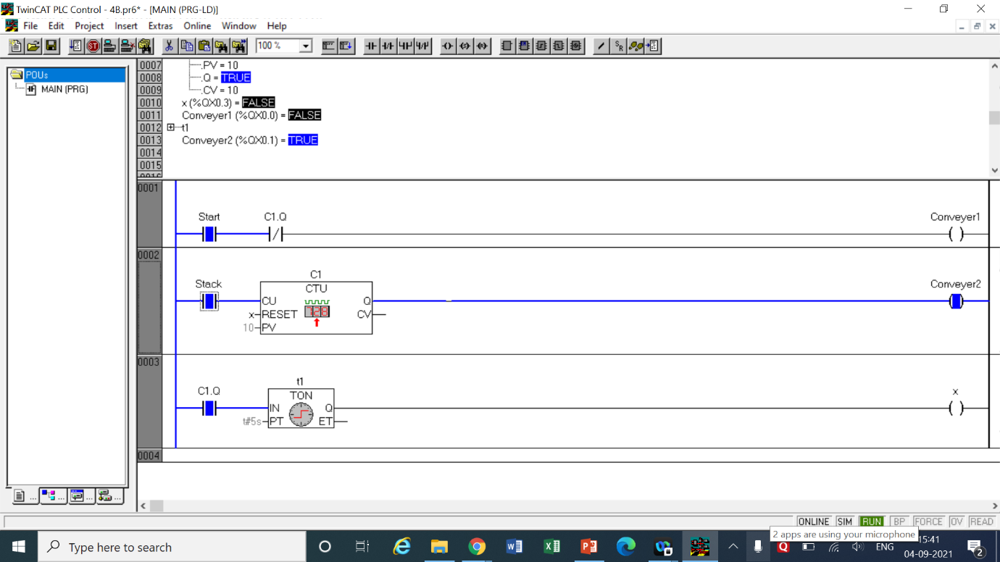 TwinCAT PLC Control - 4B.pr6* - [MAIN (PRG-LD)]
File Edit Project Insert Extras Online Window Help
100 %
POUs
MAIN (PRG)
0007 .PV = 10
0008 .Q = TRUE
0009 .CV = 10
0010 x (%QX0.3) = FALSE
0011 Conveyer1 (%QX0.0) = FALSE
0012 t1
0013 Conveyer2 (%QX0.1) = TRUE
0014
0015
0001
Start C1.Q Conveyer1
0002
C1
Stack CTU Conveyer2
CU Q
x RESET CV
10 PV
0003
t1
C1.Q TON x
IN Q
t#5s PT ET
0004
ONLINE SIM RUN BP FORCE OV READ
2 apps are using your microphone
Type here to search
ENG 15:41
04-09-2021
2